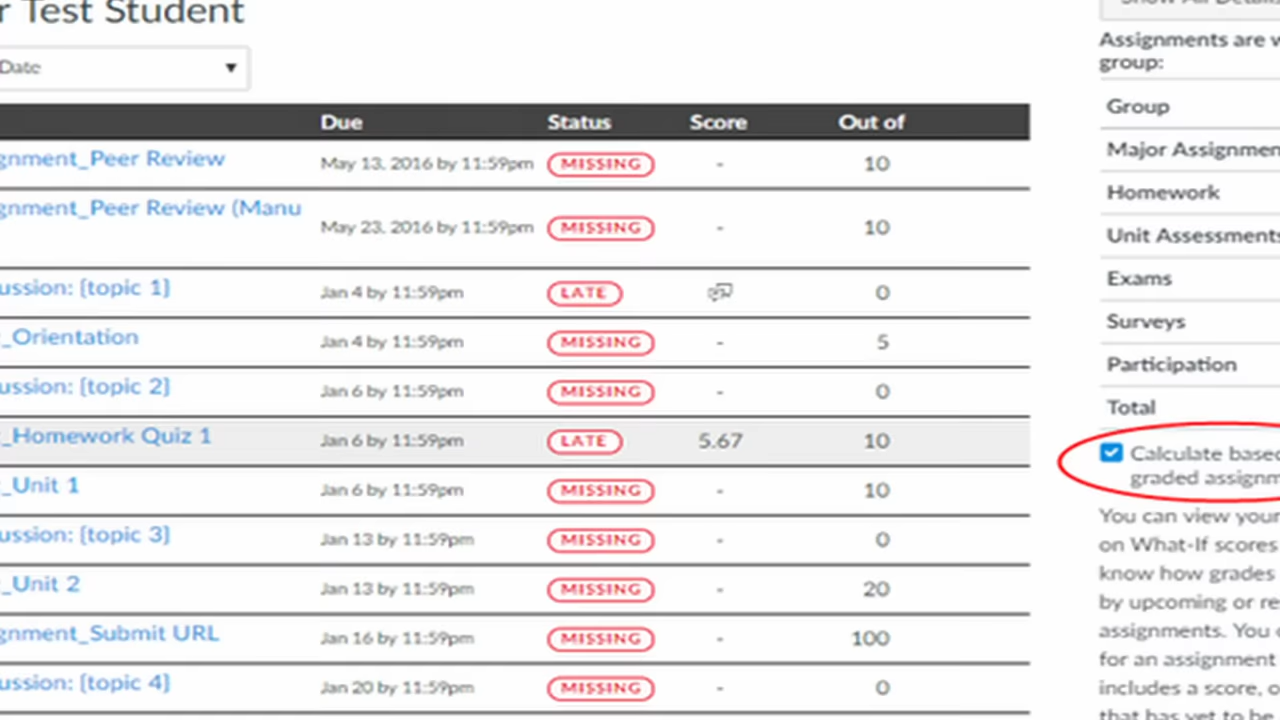 r Test Student
Date
Due Status Score Out of
gnment_Peer Review May 13, 2016 by 11:59pm MISSING - 10
gnment_Peer Review (Manu May 23, 2016 by 11:59pm MISSING - 10
ussion: [topic 1] Jan 4 by 11:59pm LATE 0
_Orientation Jan 4 by 11:59pm MISSING - 5
ussion: [topic 2] Jan 6 by 11:59pm MISSING - 0
_Homework Quiz 1 Jan 6 by 11:59pm LATE 5.67 10
_Unit 1 Jan 6 by 11:59pm MISSING - 10
ussion: [topic 3] Jan 13 by 11:59pm MISSING - 0
_Unit 2 Jan 13 by 11:59pm MISSING - 20
gnment_Submit URL Jan 16 by 11:59pm MISSING - 100
ussion: [topic 4] Jan 20 by 11:59pm MISSING - 0
Show All Details
Assignments are w
group:
Group
Major Assignmen
Homework
Unit Assessments
Exams
Surveys
Participation
Total
Calculate based
graded assignm
You can view your
on What-If scores
know how grades
by upcoming or re
assignments. You
for an assignment
includes a score, o
that has yet to be